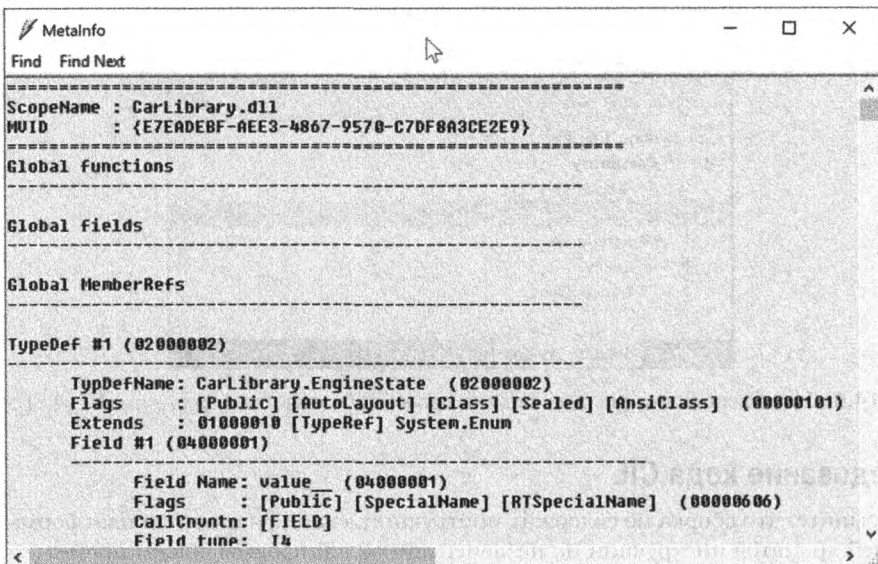 MetaInfo
Find Find Next
=================================================================
ScopeName : CarLibrary.dll
MVID      : {E7EADEBF-AEE3-4867-9570-C7DF8A3CE2E9}
=================================================================
Global functions
-------------------------------------------------------------
Global fields
-------------------------------------------------------------
Global MemberRefs
-------------------------------------------------------------
TypeDef #1 (02000002)
-------------------------------------------------------------
TypDefName: CarLibrary.EngineState  (02000002)
Flags     : [Public] [AutoLayout] [Class] [Sealed] [AnsiClass]  (00000101)
Extends   : 01000010 [TypeRef] System.Enum
Field #1 (04000001)
-------------------------------------------------------------
Field Name: value__ (04000001)
Flags     : [Public] [SpecialName] [RTSpecialName]  (00000606)
CallCnvntn: [FIELD]
Field type:  I4